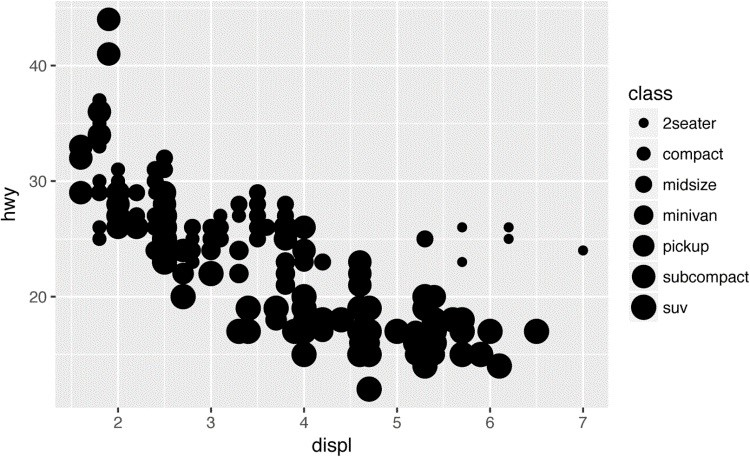 40
30
20
hwy
2
3
4
5
6
7
displ
class
2seater
compact
midsize
minivan
pickup
subcompact
suv